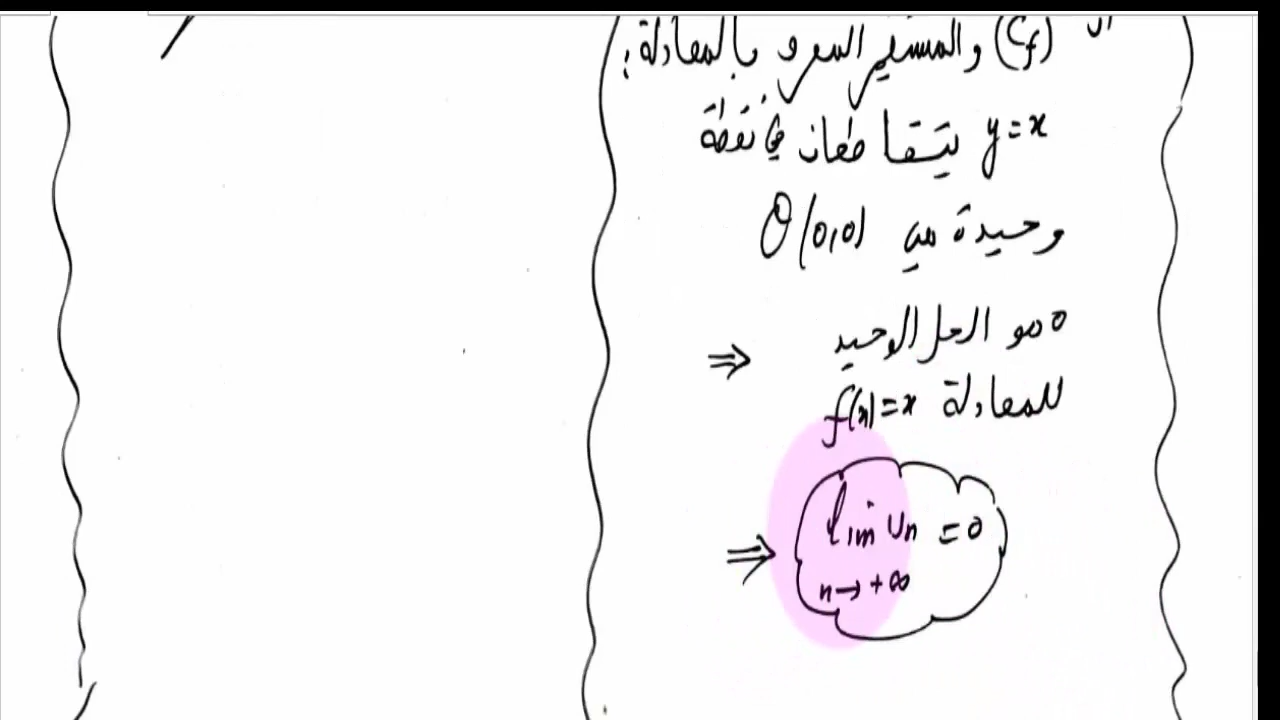 (Cf) والمستقيم المعرف بالمعادلة:
y=x يتقاطعان في نقطة
وحيدة هي O(0,0)
0 هو الحل الوحيد
⇒
للمعادلة f(x)=x
⇒ lim Un = 0
n→+∞